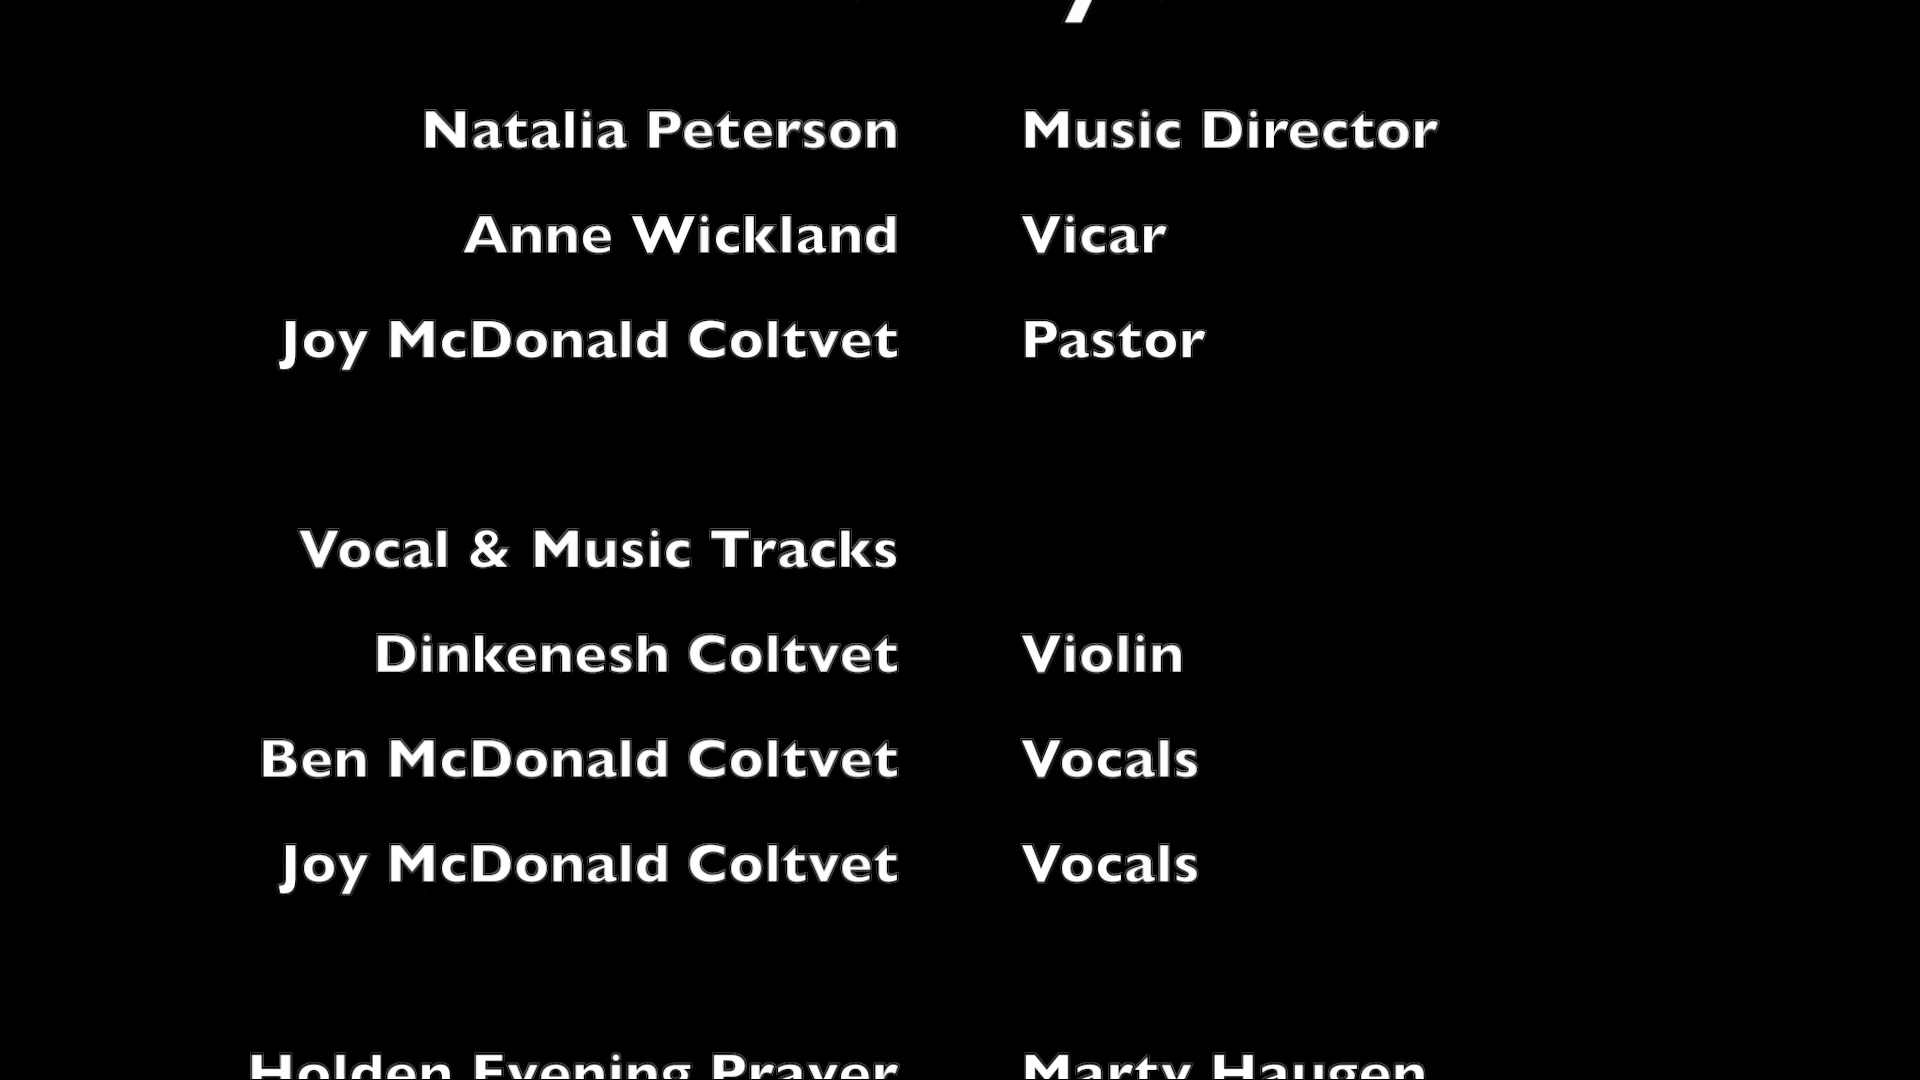 Natalia Peterson Music Director
Anne Wickland Vicar
Joy McDonald Coltvet Pastor
Vocal & Music Tracks
Dinkenesh Coltvet Violin
Ben McDonald Coltvet Vocals
Joy McDonald Coltvet Vocals
Holden Evening Prayer Marty Haugen